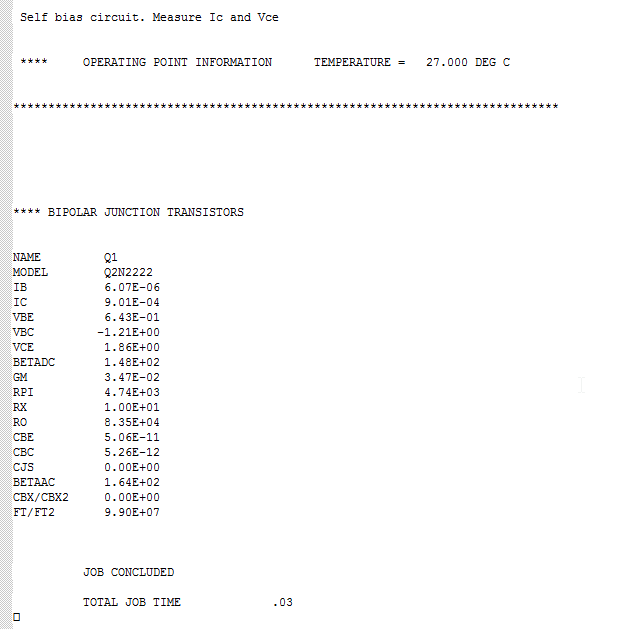 Self bias circuit. Measure Ic and Vce
**** OPERATING POINT INFORMATION TEMPERATURE = 27.000 DEG C
******************************************************************************
**** BIPOLAR JUNCTION TRANSISTORS
NAME Q1
MODEL Q2N2222
IB 6.07E-06
IC 9.01E-04
VBE 6.43E-01
VBC -1.21E+00
VCE 1.86E+00
BETADC 1.48E+02
GM 3.47E-02
RPI 4.74E+03
RX 1.00E+01
RO 8.35E+04
CBE 5.06E-11
CBC 5.26E-12
CJS 0.00E+00
BETAAC 1.64E+02
CBX/CBX2 0.00E+00
FT/FT2 9.90E+07
JOB CONCLUDED
TOTAL JOB TIME .03